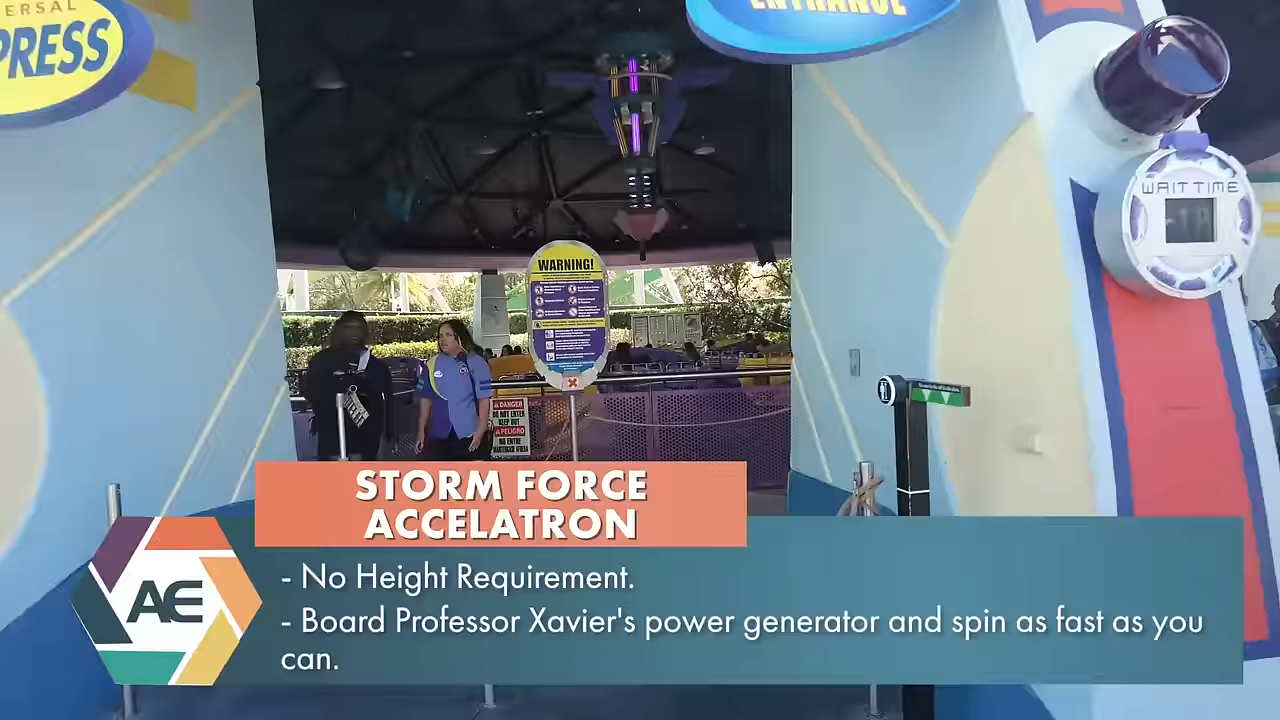 ERSAL
PRESS
ENTRANCE
WAIT TIME
WARNING!
DANGER
DO NOT ENTER
KEEP OUT
PELIGRO
NO ENTRE
STORM FORCE
ACCELATRON
- No Height Requirement.
- Board Professor Xavier's power generator and spin as fast as you
can.
AE